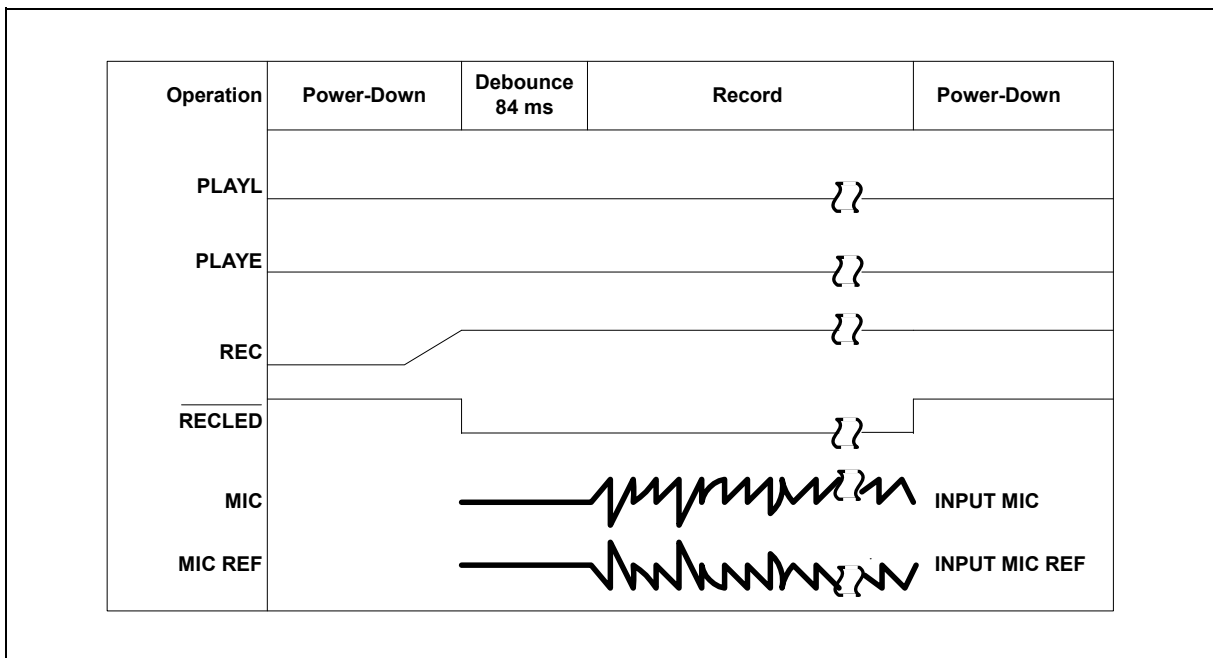 Operation Power-Down Debounce 84 ms Record Power-Down
PLAYL
PLAYE
REC
RECLED
MIC INPUT MIC
MIC REF INPUT MIC REF